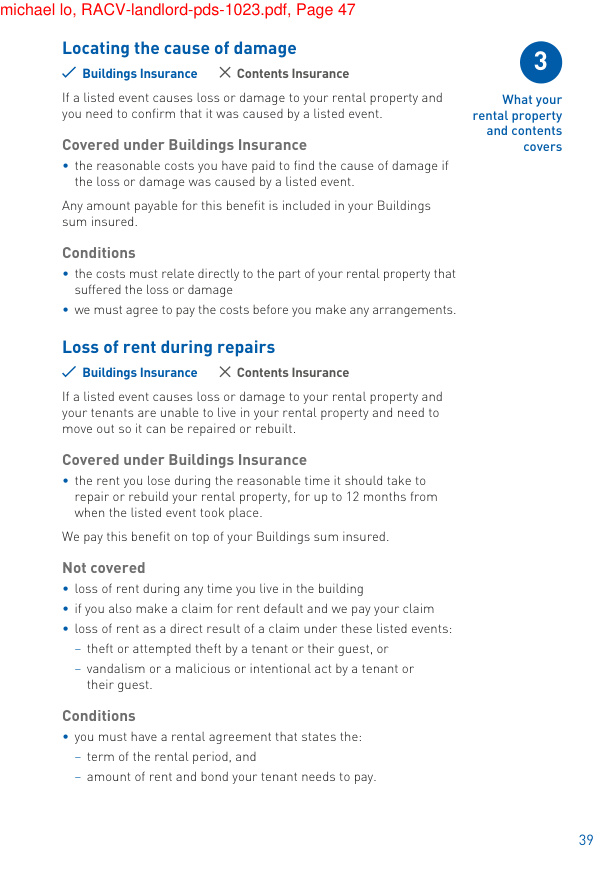 michael lo, RACV-landlord-pds-1023.pdf, Page 47
Locating the cause of damage
Buildings Insurance Contents Insurance
If a listed event causes loss or damage to your rental property and
you need to confirm that it was caused by a listed event.
Covered under Buildings Insurance
• the reasonable costs you have paid to find the cause of damage if
the loss or damage was caused by a listed event.
Any amount payable for this benefit is included in your Buildings
sum insured.
Conditions
• the costs must relate directly to the part of your rental property that
suffered the loss or damage
• we must agree to pay the costs before you make any arrangements.
Loss of rent during repairs
Buildings Insurance Contents Insurance
If a listed event causes loss or damage to your rental property and
your tenants are unable to live in your rental property and need to
move out so it can be repaired or rebuilt.
Covered under Buildings Insurance
• the rent you lose during the reasonable time it should take to
repair or rebuild your rental property, for up to 12 months from
when the listed event took place.
We pay this benefit on top of your Buildings sum insured.
Not covered
• loss of rent during any time you live in the building
• if you also make a claim for rent default and we pay your claim
• loss of rent as a direct result of a claim under these listed events:
– theft or attempted theft by a tenant or their guest, or
– vandalism or a malicious or intentional act by a tenant or
their guest.
Conditions
• you must have a rental agreement that states the:
– term of the rental period, and
– amount of rent and bond your tenant needs to pay.
3
What your
rental property
and contents
covers
39